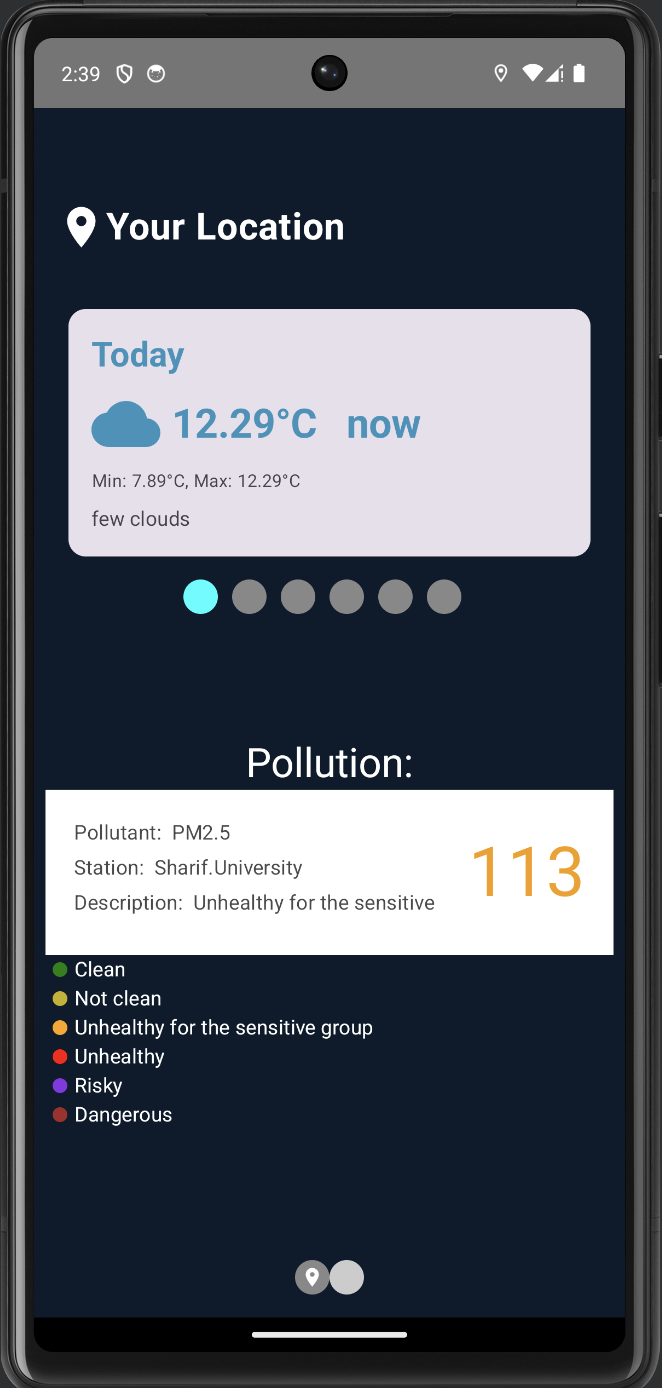 2:39
Your Location
Today
12.29°C now
Min: 7.89°C, Max: 12.29°C
few clouds
Pollution:
Pollutant: PM2.5
Station: Sharif.University
Description: Unhealthy for the sensitive
113
Clean
Not clean
Unhealthy for the sensitive group
Unhealthy
Risky
Dangerous